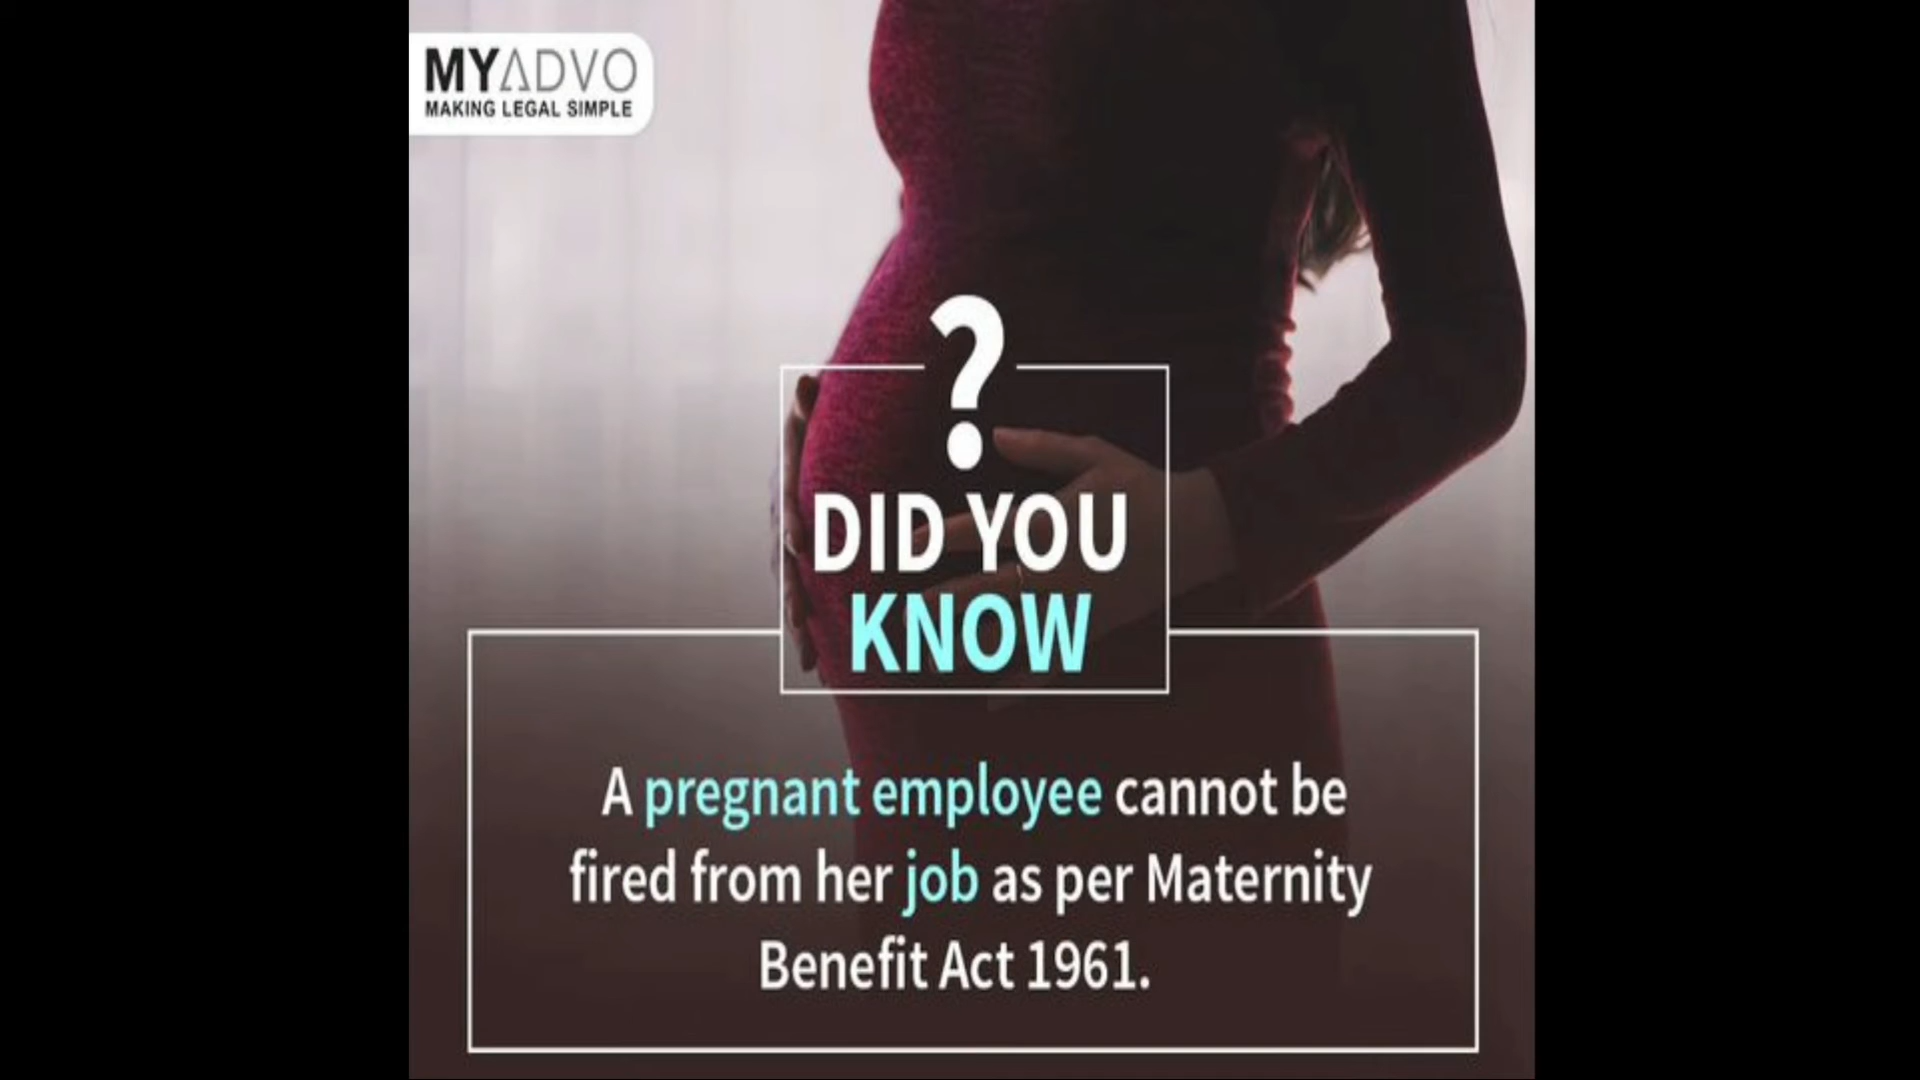 MYADVO
MAKING LEGAL SIMPLE
?
DID YOU
KNOW
A pregnant employee cannot be
fired from her job as per Maternity
Benefit Act 1961.